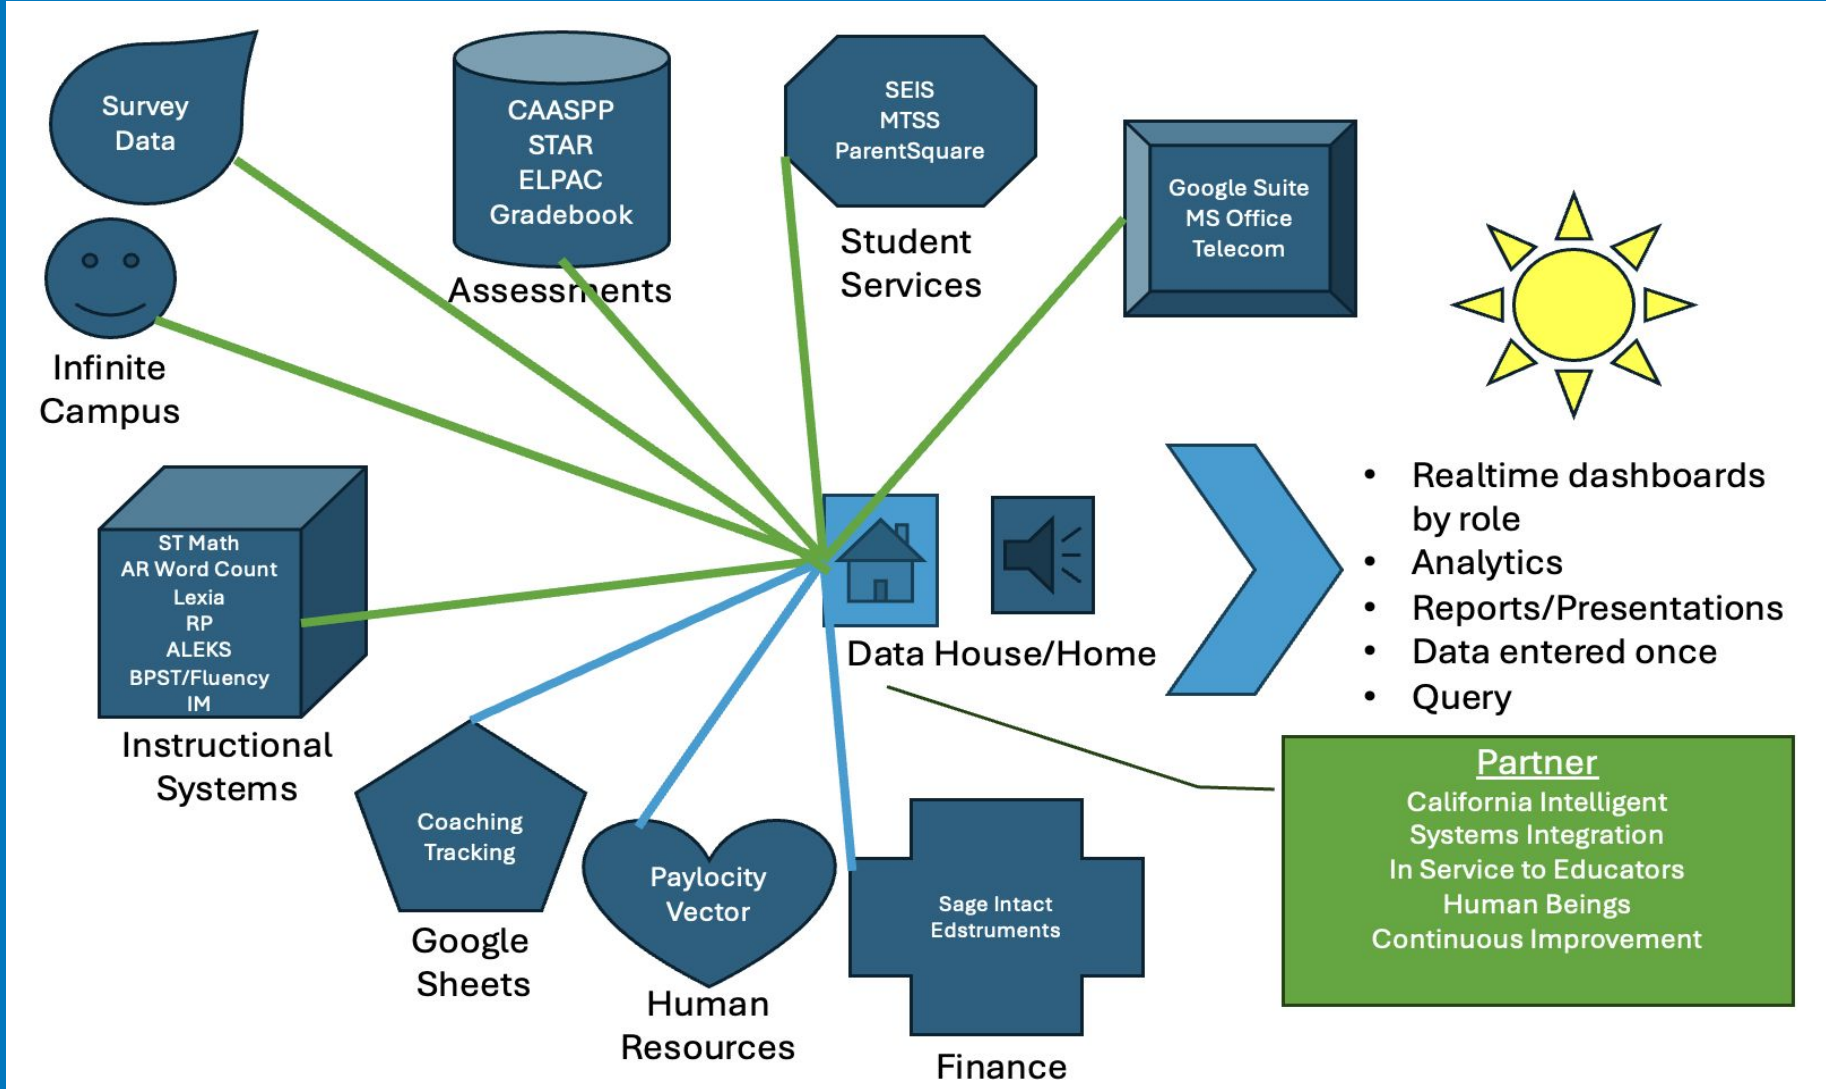 Survey
Data
CAASPP
STAR
ELPAC
Gradebook
Assessments
SEIS
MTSS
ParentSquare
Student
Services
Google Suite
MS Office
Telecom
Infinite
Campus
ST Math
AR Word Count
Lexia
RP
ALEKS
BPST/Fluency
IM
Instructional
Systems
Data House/Home
• Realtime dashboards
by role
• Analytics
• Reports/Presentations
• Data entered once
• Query
Coaching
Tracking
Google
Sheets
Paylocity
Vector
Human
Resources
Sage Intact
Edstruments
Finance
Partner
California Intelligent
Systems Integration
In Service to Educators
Human Beings
Continuous Improvement